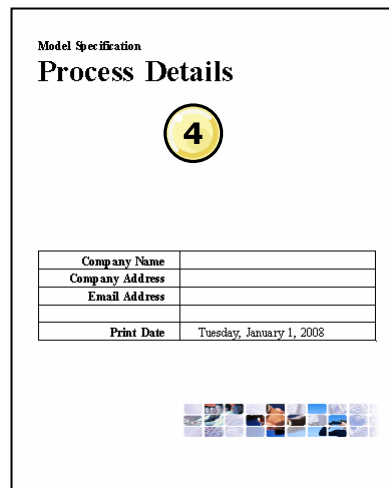 Model Specification
Process Details
4
Company Name
Company Address
Email Address
Print Date Tuesday, January 1, 2008